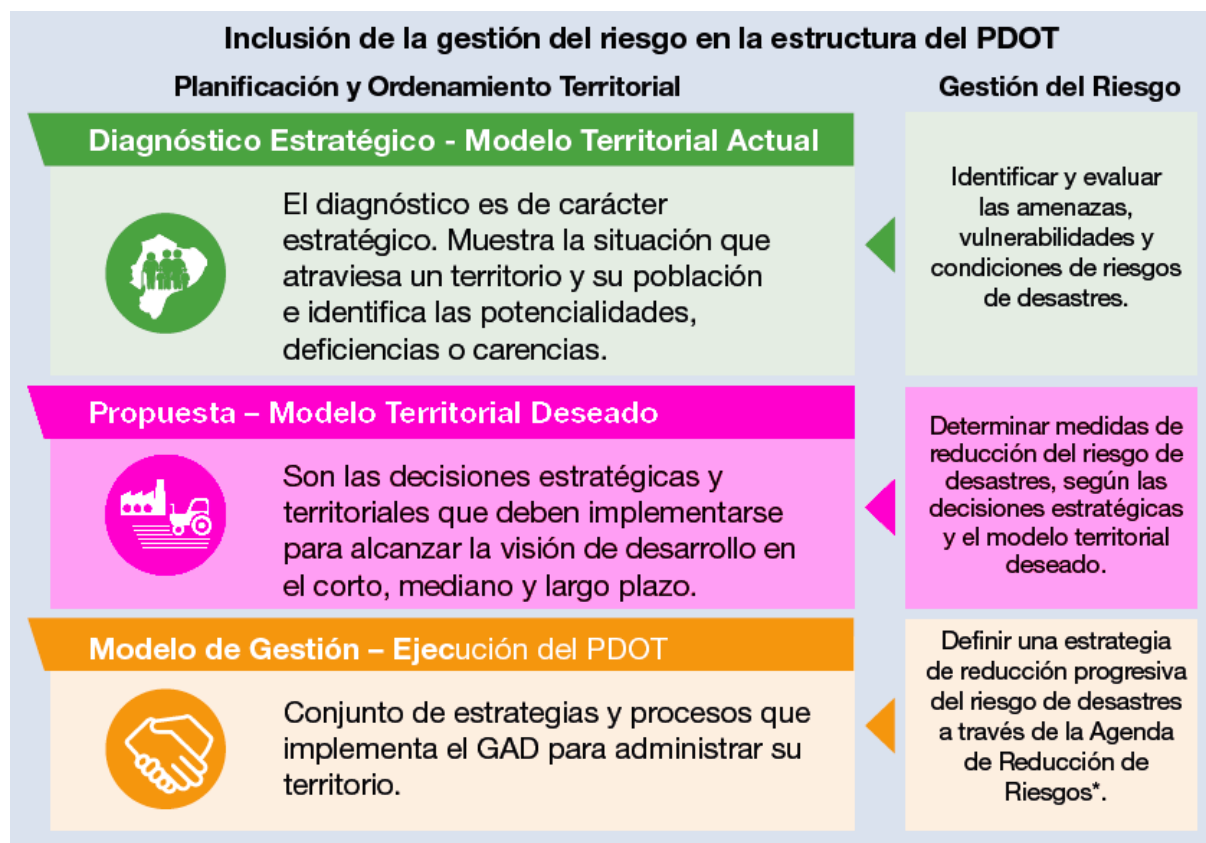 Inclusión de la gestión del riesgo en la estructura del PDOT
Planificación y Ordenamiento Territorial
Gestión del Riesgo
Diagnóstico Estratégico - Modelo Territorial Actual
El diagnóstico es de carácter
estratégico. Muestra la situación que
atraviesa un territorio y su población
e identifica las potencialidades,
deficiencias o carencias.
Identificar y evaluar
las amenazas,
vulnerabilidades y
condiciones de riesgos
de desastres.
Propuesta – Modelo Territorial Deseado
Son las decisiones estratégicas y
territoriales que deben implementarse
para alcanzar la visión de desarrollo en
el corto, mediano y largo plazo.
Determinar medidas de
reducción del riesgo de
desastres, según las
decisiones estratégicas
y el modelo territorial
deseado.
Modelo de Gestión – Ejecución del PDOT
Conjunto de estrategias y procesos que
implementa el GAD para administrar su
territorio.
Definir una estrategia
de reducción progresiva
del riesgo de desastres
a través de la Agenda
de Reducción de
Riesgos*.